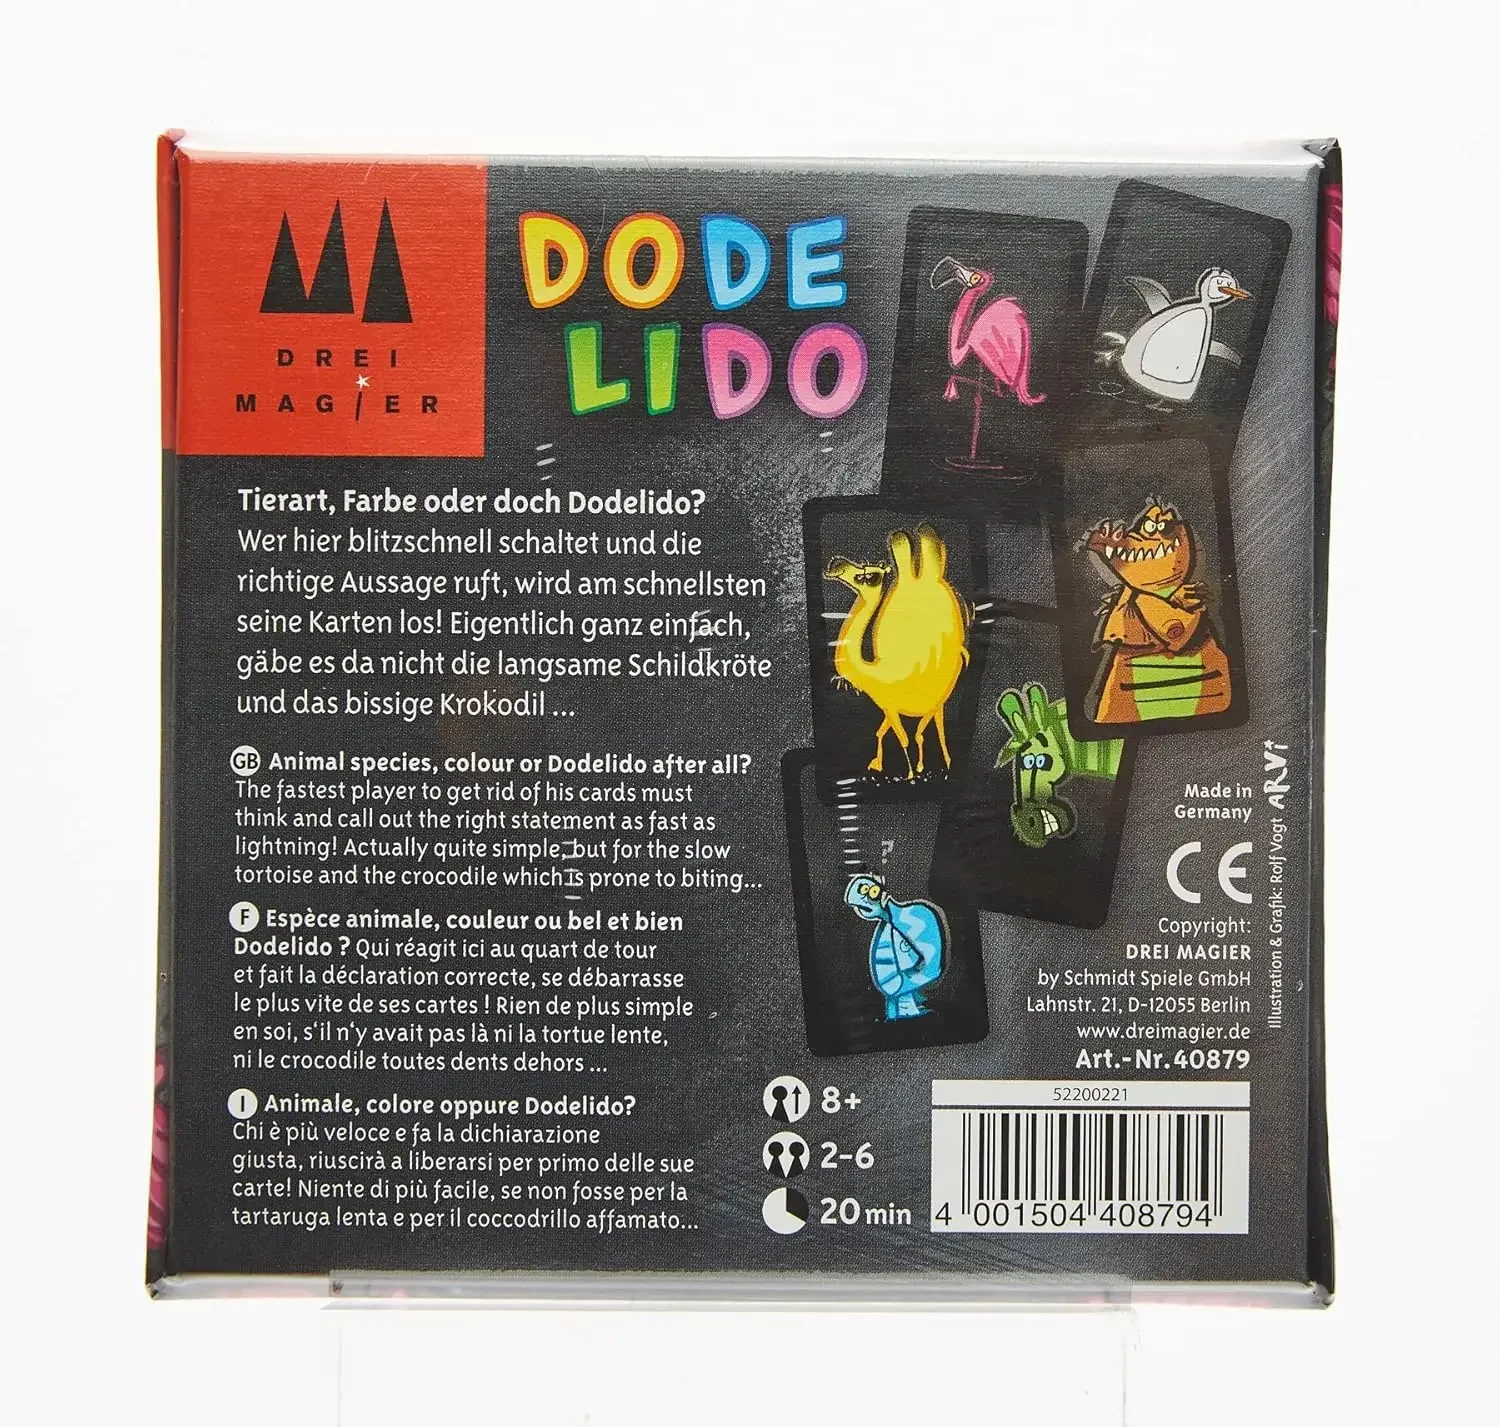 DREI
MAGIER
DODE
LIDO
Tierart, Farbe oder doch Dodelido?
Wer hier blitzschnell schaltet und die
richtige Aussage ruft, wird am schnellsten
seine Karten los! Eigentlich ganz einfach,
gäbe es da nicht die langsame Schildkröte
und das bissige Krokodil ...
GB Animal species, colour or Dodelido after all?
The fastest player to get rid of his cards must
think and call out the right statement as fast as
lightning! Actually quite simple, but for the slow
tortoise and the crocodile which is prone to biting...
F Espèce animale, couleur ou bel et bien
Dodelido ? Qui réagit ici au quart de tour
et fait la déclaration correcte, se débarrasse
le plus vite de ses cartes ! Rien de plus simple
en soi, s‘il n‘y avait pas là ni la tortue lente,
ni le crocodile toutes dents dehors ...
I Animale, colore oppure Dodelido?
Chi è più veloce e fa la dichiarazione
giusta, riuscirà a liberarsi per primo delle sue
carte! Niente di più facile, se non fosse per la
tartaruga lenta e per il coccodrillo affamato...
8+
2-6
20 min
Made in
Germany
CE
Copyright:
DREI MAGIER
by Schmidt Spiele GmbH
Lahnstr. 21, D-12055 Berlin
www.dreimagier.de
Art.-Nr. 40879
52200221
4 001504 408794
Illustration & Grafik: Rolf Vogt ARVi
?.